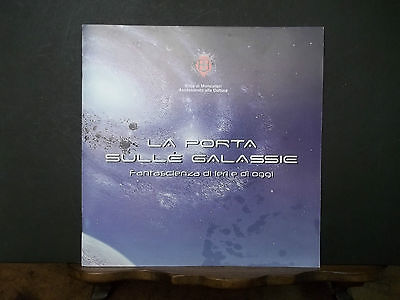 Città di Moncalieri
Assessorato alla Cultura
LA PORTA
SULLE GALASSIE
Fantascienza di ieri e di oggi